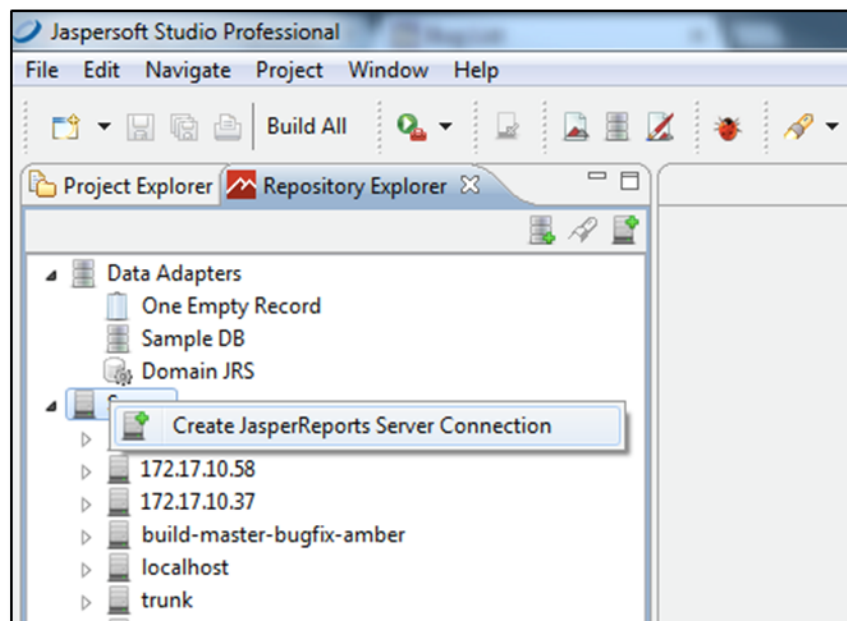 Jaspersoft Studio Professional
File Edit Navigate Project Window Help
Build All
Project Explorer Repository Explorer
Data Adapters
One Empty Record
Sample DB
Domain JRS
Create JasperReports Server Connection
172.17.10.58
172.17.10.37
build-master-bugfix-amber
localhost
trunk